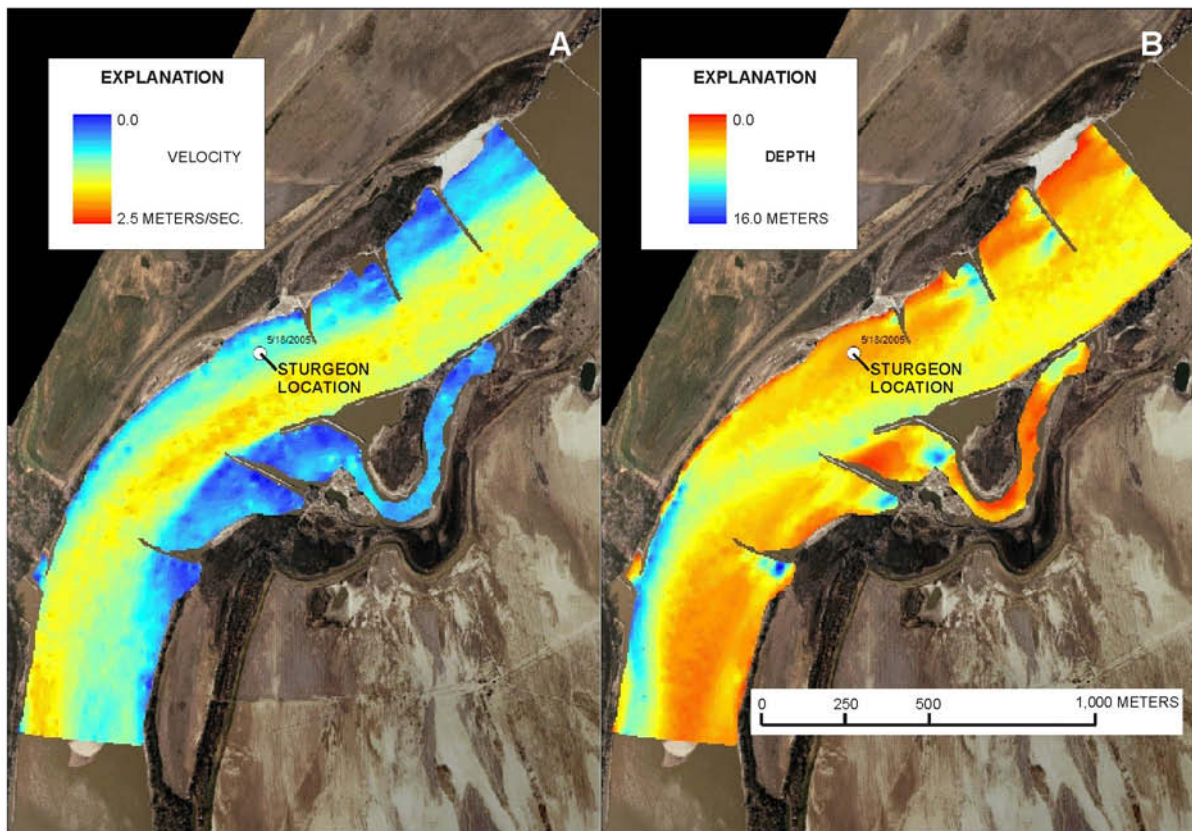 A
EXPLANATION
0.0
VELOCITY
2.5 METERS/SEC.
5/18/2005
STURGEON
LOCATION
B
EXPLANATION
0.0
DEPTH
16.0 METERS
5/18/2005
STURGEON
LOCATION
0 250 500 1,000 METERS